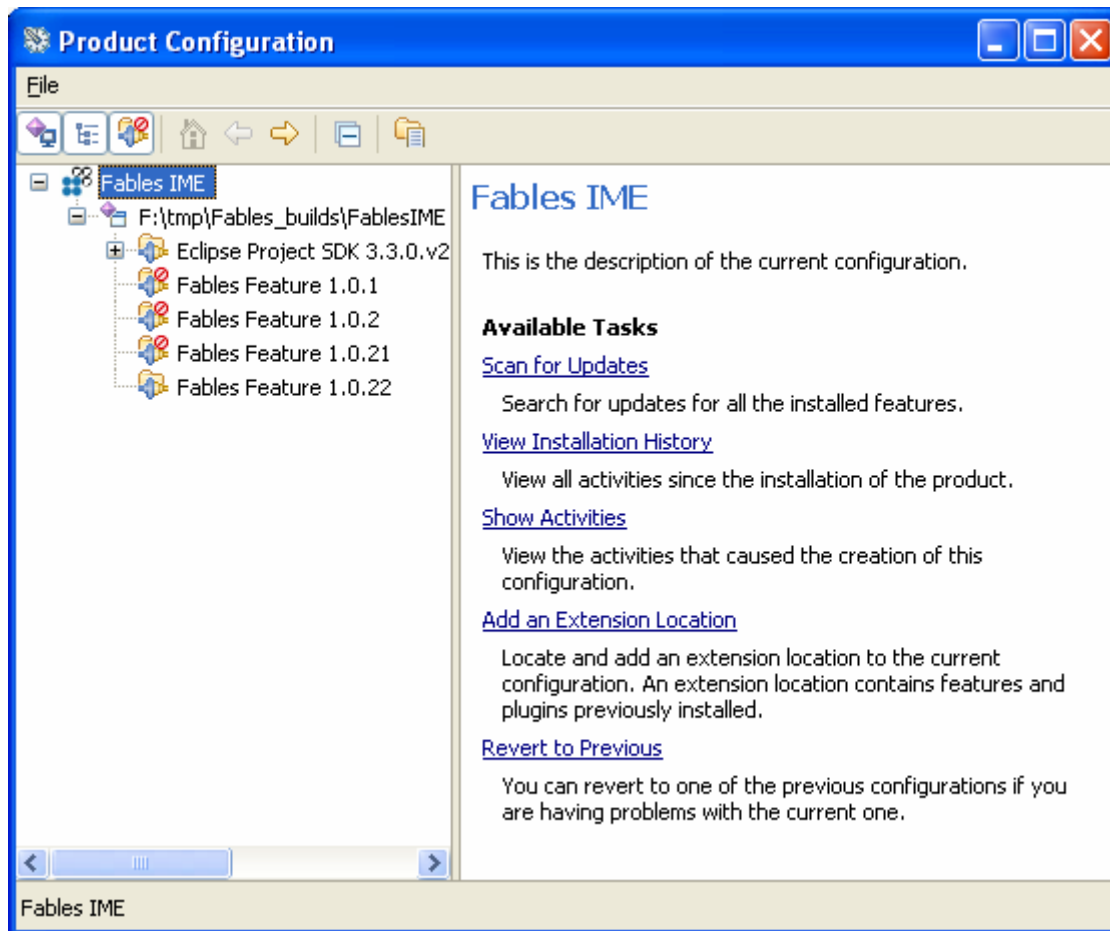 Product Configuration
File
Fables IME
F:\tmp\Fables_builds\FablesIME
Eclipse Project SDK 3.3.0.v2
Fables Feature 1.0.1
Fables Feature 1.0.2
Fables Feature 1.0.21
Fables Feature 1.0.22
Fables IME
This is the description of the current configuration.
Available Tasks
Scan for Updates
Search for updates for all the installed features.
View Installation History
View all activities since the installation of the product.
Show Activities
View the activities that caused the creation of this
configuration.
Add an Extension Location
Locate and add an extension location to the current
configuration. An extension location contains features and
plugins previously installed.
Revert to Previous
You can revert to one of the previous configurations if you
are having problems with the current one.
Fables IME